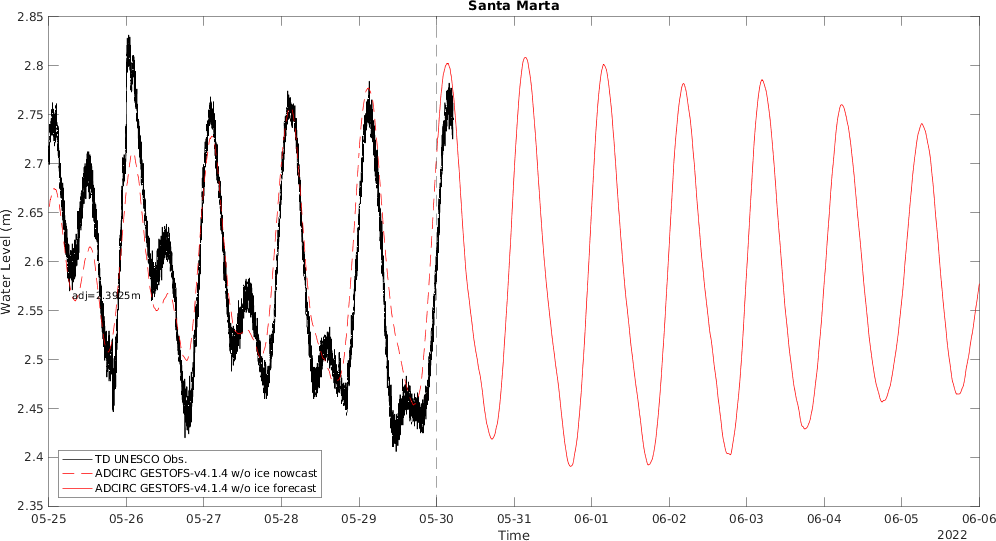 Santa Marta
2.85
2.8
2.75
2.7
2.65
2.6
2.55
2.5
2.45
2.4
2.35
Water Level (m)
adj=2.3925m
TD UNESCO Obs.
ADCIRC GESTOFS-v4.1.4 w/o ice nowcast
ADCIRC GESTOFS-v4.1.4 w/o ice forecast
05-25 05-26 05-27 05-28 05-29 05-30 05-31 06-01 06-02 06-03 06-04 06-05 06-06
Time
2022